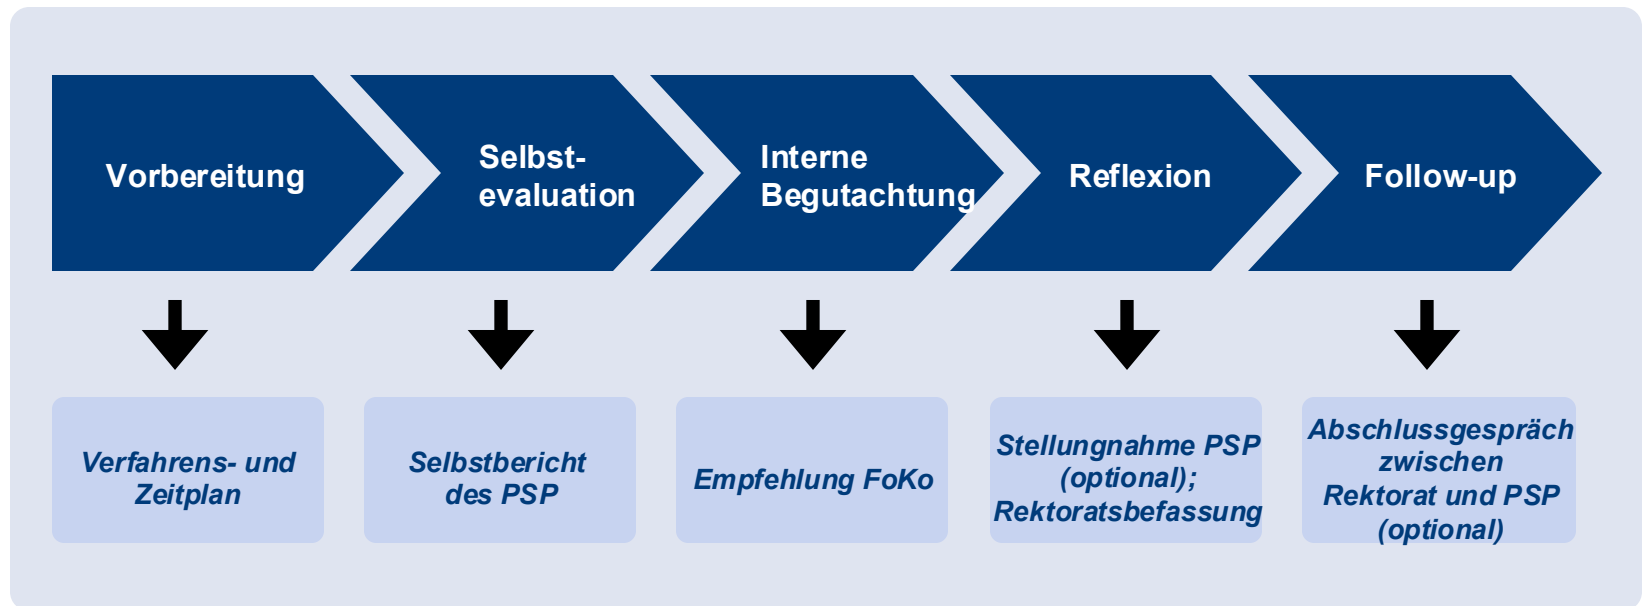 Vorbereitung
Selbst-
evaluation
Interne
Begutachtung
Reflexion
Follow-up
Verfahrens- und
Zeitplan
Selbstbericht
des PSP
Empfehlung FoKo
Stellungnahme PSP
(optional);
Rektoratsbefassung
Abschlussgespräch
zwischen
Rektorat und PSP
(optional)